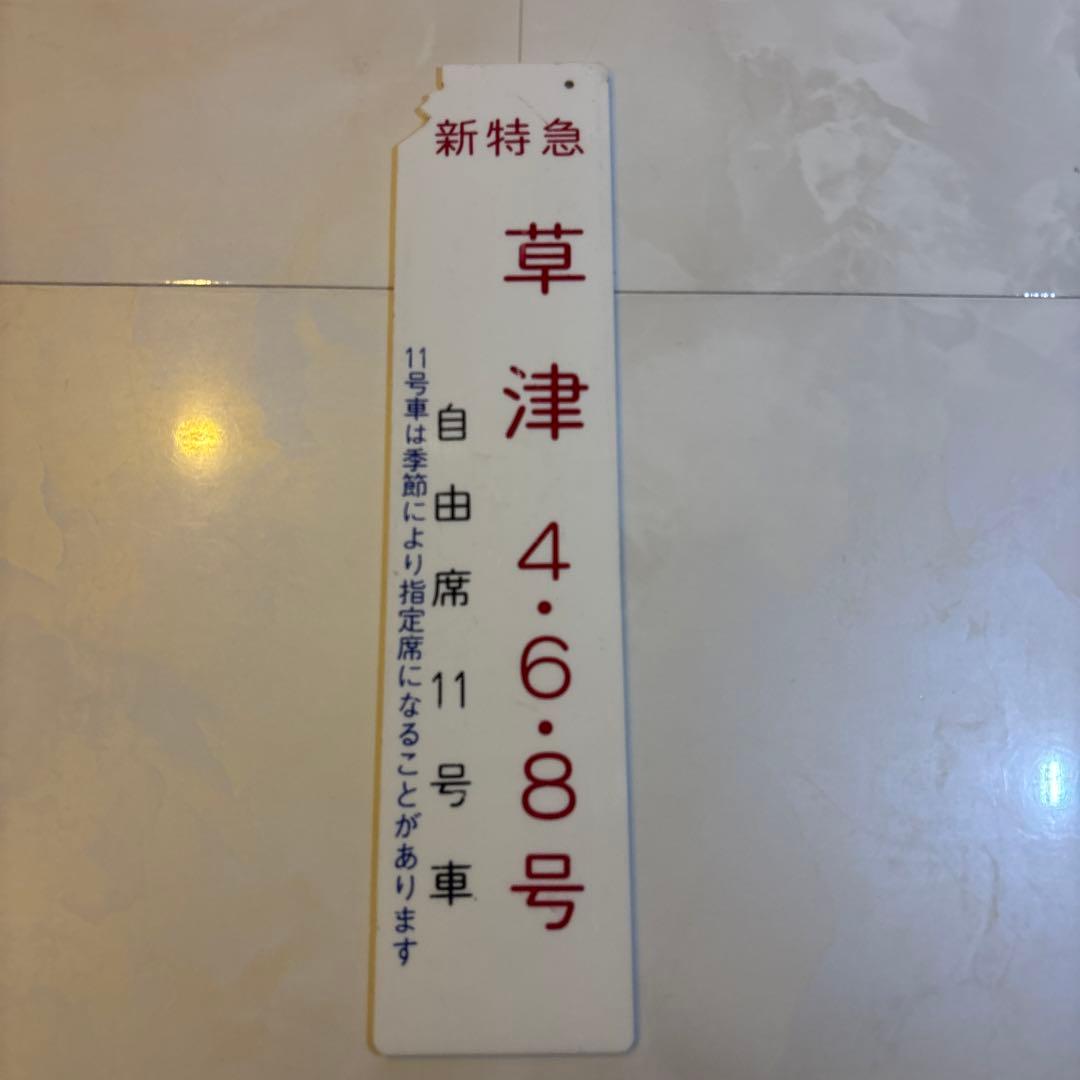 新特急
草津 4・6・8号
自由席 11号車
11号車は季節により指定席になることがあります